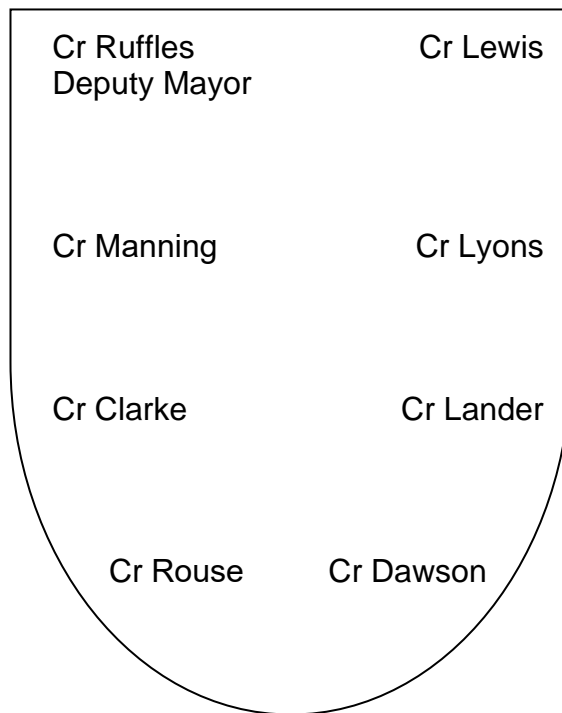 Cr Ruffles
Deputy Mayor
Cr Lewis
Cr Manning
Cr Lyons
Cr Clarke
Cr Lander
Cr Rouse
Cr Dawson